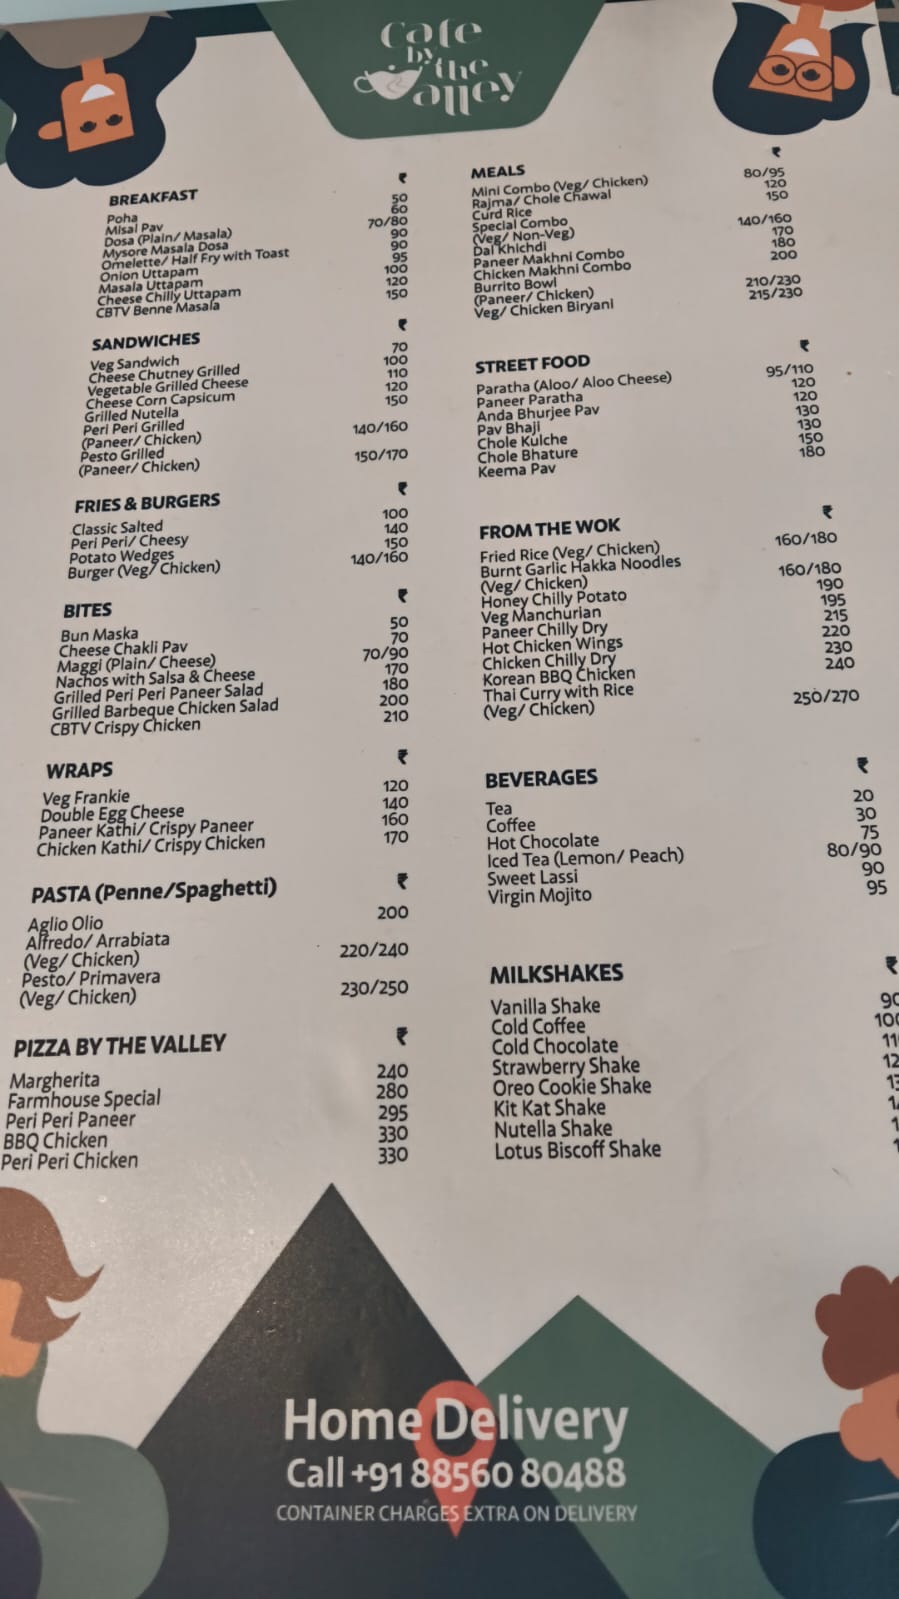 cafe
by
the
alley
BREAKFAST ₹
Poha 50
Misal Pav 60
Dosa (Plain/ Masala) 70/80
Mysore Masala Dosa 90
Omelette/ Half Fry with Toast 90
Onion Uttapam 95
Masala Uttapam 100
Cheese Chilly Uttapam 120
CBTV Benne Masala 150
SANDWICHES ₹
Veg Sandwich 70
Cheese Chutney Grilled 100
Vegetable Grilled Cheese 110
Cheese Corn Capsicum 120
Grilled Nutella 150
Peri Peri Grilled
(Paneer/ Chicken) 140/160
Pesto Grilled
(Paneer/ Chicken) 150/170
FRIES & BURGERS ₹
Classic Salted 100
Peri Peri/ Cheesy 140
Potato Wedges 150
Burger (Veg/ Chicken) 140/160
BITES ₹
Bun Maska 50
Cheese Chakli Pav 70
Maggi (Plain/ Cheese) 70/90
Nachos with Salsa & Cheese 170
Grilled Peri Peri Paneer Salad 180
Grilled Barbeque Chicken Salad 200
CBTV Crispy Chicken 210
WRAPS ₹
Veg Frankie 120
Double Egg Cheese 140
Paneer Kathi/ Crispy Paneer 160
Chicken Kathi/ Crispy Chicken 170
PASTA (Penne/Spaghetti) ₹
Aglio Olio 200
Alfredo/ Arrabiata
(Veg/ Chicken) 220/240
Pesto/ Primavera
(Veg/ Chicken) 230/250
PIZZA BY THE VALLEY ₹
Margherita 240
Farmhouse Special 280
Peri Peri Paneer 295
BBQ Chicken 330
Peri Peri Chicken 330
MEALS ₹
Mini Combo (Veg/ Chicken) 80/95
Rajma/ Chole Chawal 120
Curd Rice 150
Special Combo
(Veg/ Non-Veg) 140/160
Dal Khichdi 170
Paneer Makhni Combo 180
Chicken Makhni Combo 200
Burrito Bowl
(Paneer/ Chicken) 210/230
Veg/ Chicken Biryani 215/230
STREET FOOD ₹
Paratha (Aloo/ Aloo Cheese) 95/110
Paneer Paratha 120
Anda Bhurjee Pav 120
Pav Bhaji 130
Chole Kulche 130
Chole Bhature 150
Keema Pav 180
FROM THE WOK ₹
Fried Rice (Veg/ Chicken) 160/180
Burnt Garlic Hakka Noodles
(Veg/ Chicken) 160/180
Honey Chilly Potato 190
Veg Manchurian 195
Paneer Chilly Dry 215
Hot Chicken Wings 220
Chicken Chilly Dry 230
Korean BBQ Chicken 240
Thai Curry with Rice
(Veg/ Chicken) 250/270
BEVERAGES ₹
Tea 20
Coffee 30
Hot Chocolate 75
Iced Tea (Lemon/ Peach) 80/90
Sweet Lassi 90
Virgin Mojito 95
MILKSHAKES ₹
Vanilla Shake
Cold Coffee
Cold Chocolate
Strawberry Shake
Oreo Cookie Shake
Kit Kat Shake
Nutella Shake
Lotus Biscoff Shake
Home Delivery
Call +91 88560 80488
CONTAINER CHARGES EXTRA ON DELIVERY